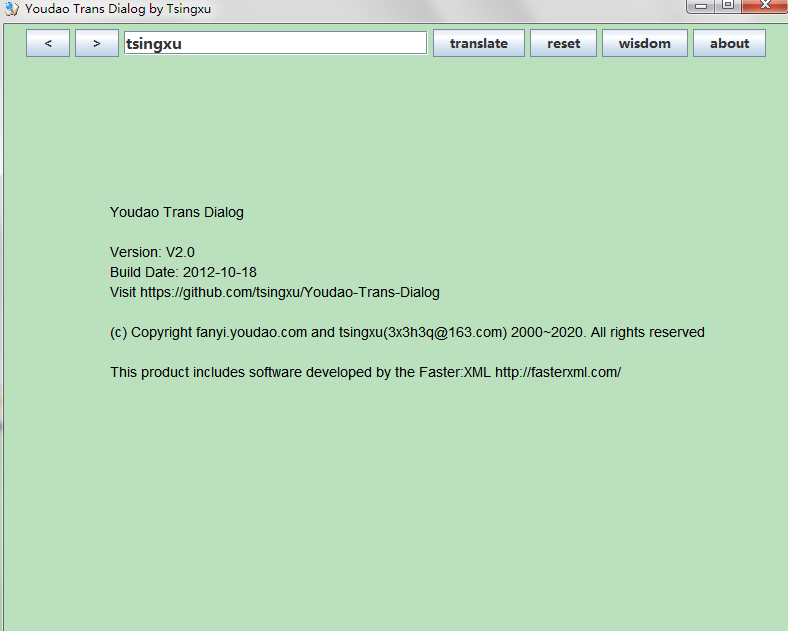 Youdao Trans Dialog by Tsingxu
< > tsingxu translate reset wisdom about
Youdao Trans Dialog
Version: V2.0
Build Date: 2012-10-18
Visit https://github.com/tsingxu/Youdao-Trans-Dialog
(c) Copyright fanyi.youdao.com and tsingxu(3x3h3q@163.com) 2000~2020. All rights reserved
This product includes software developed by the Faster:XML http://fasterxml.com/